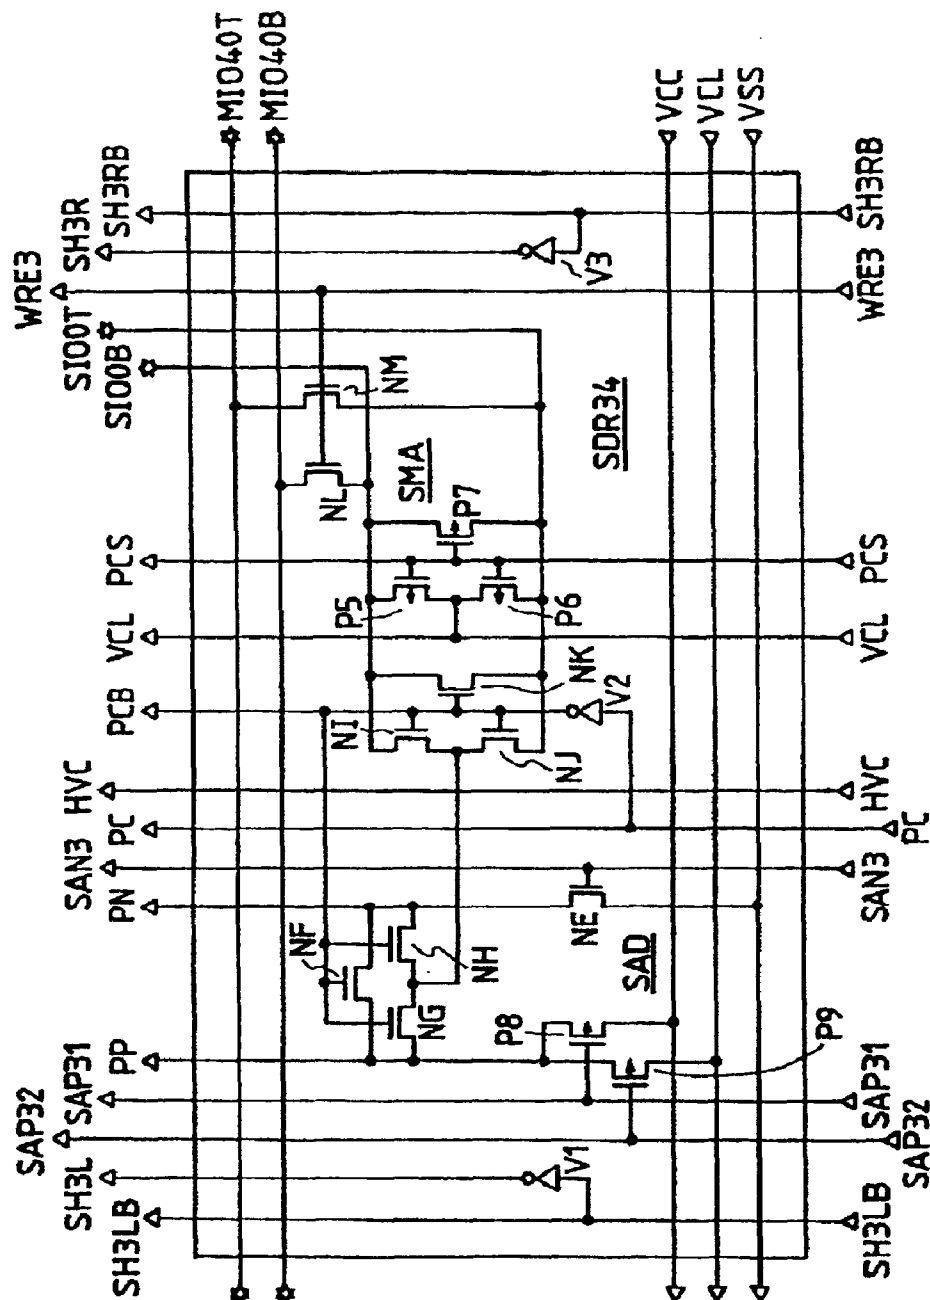 MIO40T
MIO40B
VCC
VCL
VSS
SH3RB
SH3R
WRE3
SIO0T
SIO0B
PCS
VCL
PCB
HVC
PC
SAN3
PN
PP
SAP31
SAP32
SH3L
SH3LB
V3
NM
NL
SMA
SDR34
P7
P5
P6
NK
V2
NI
NJ
NE
NF
NH
NG
SAD
P8
P9
V1
SH3RB
WRE3
PCS
VCL
HVC
PC
SAN3
SAP31
SAP32
SH3LB